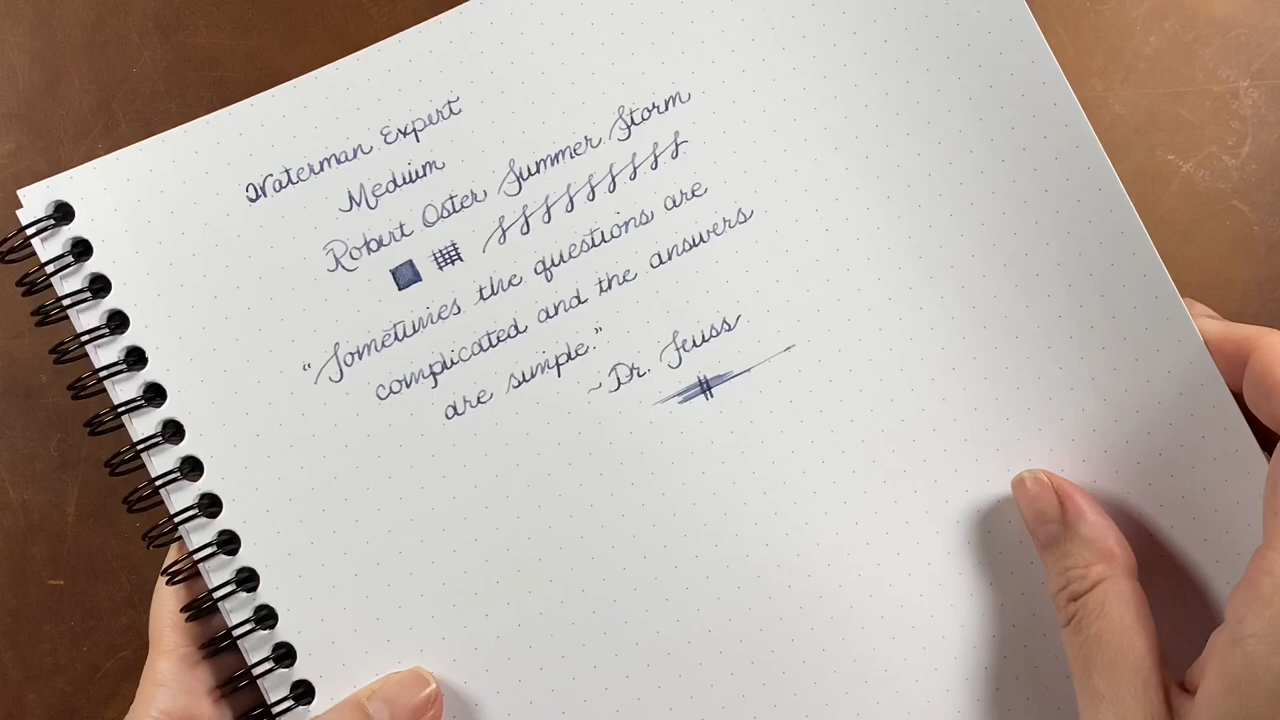 Waterman Expert
Medium
Robert Oster Summer Storm
"Sometimes the questions are
complicated and the answers
are simple."
~ Dr. Seuss